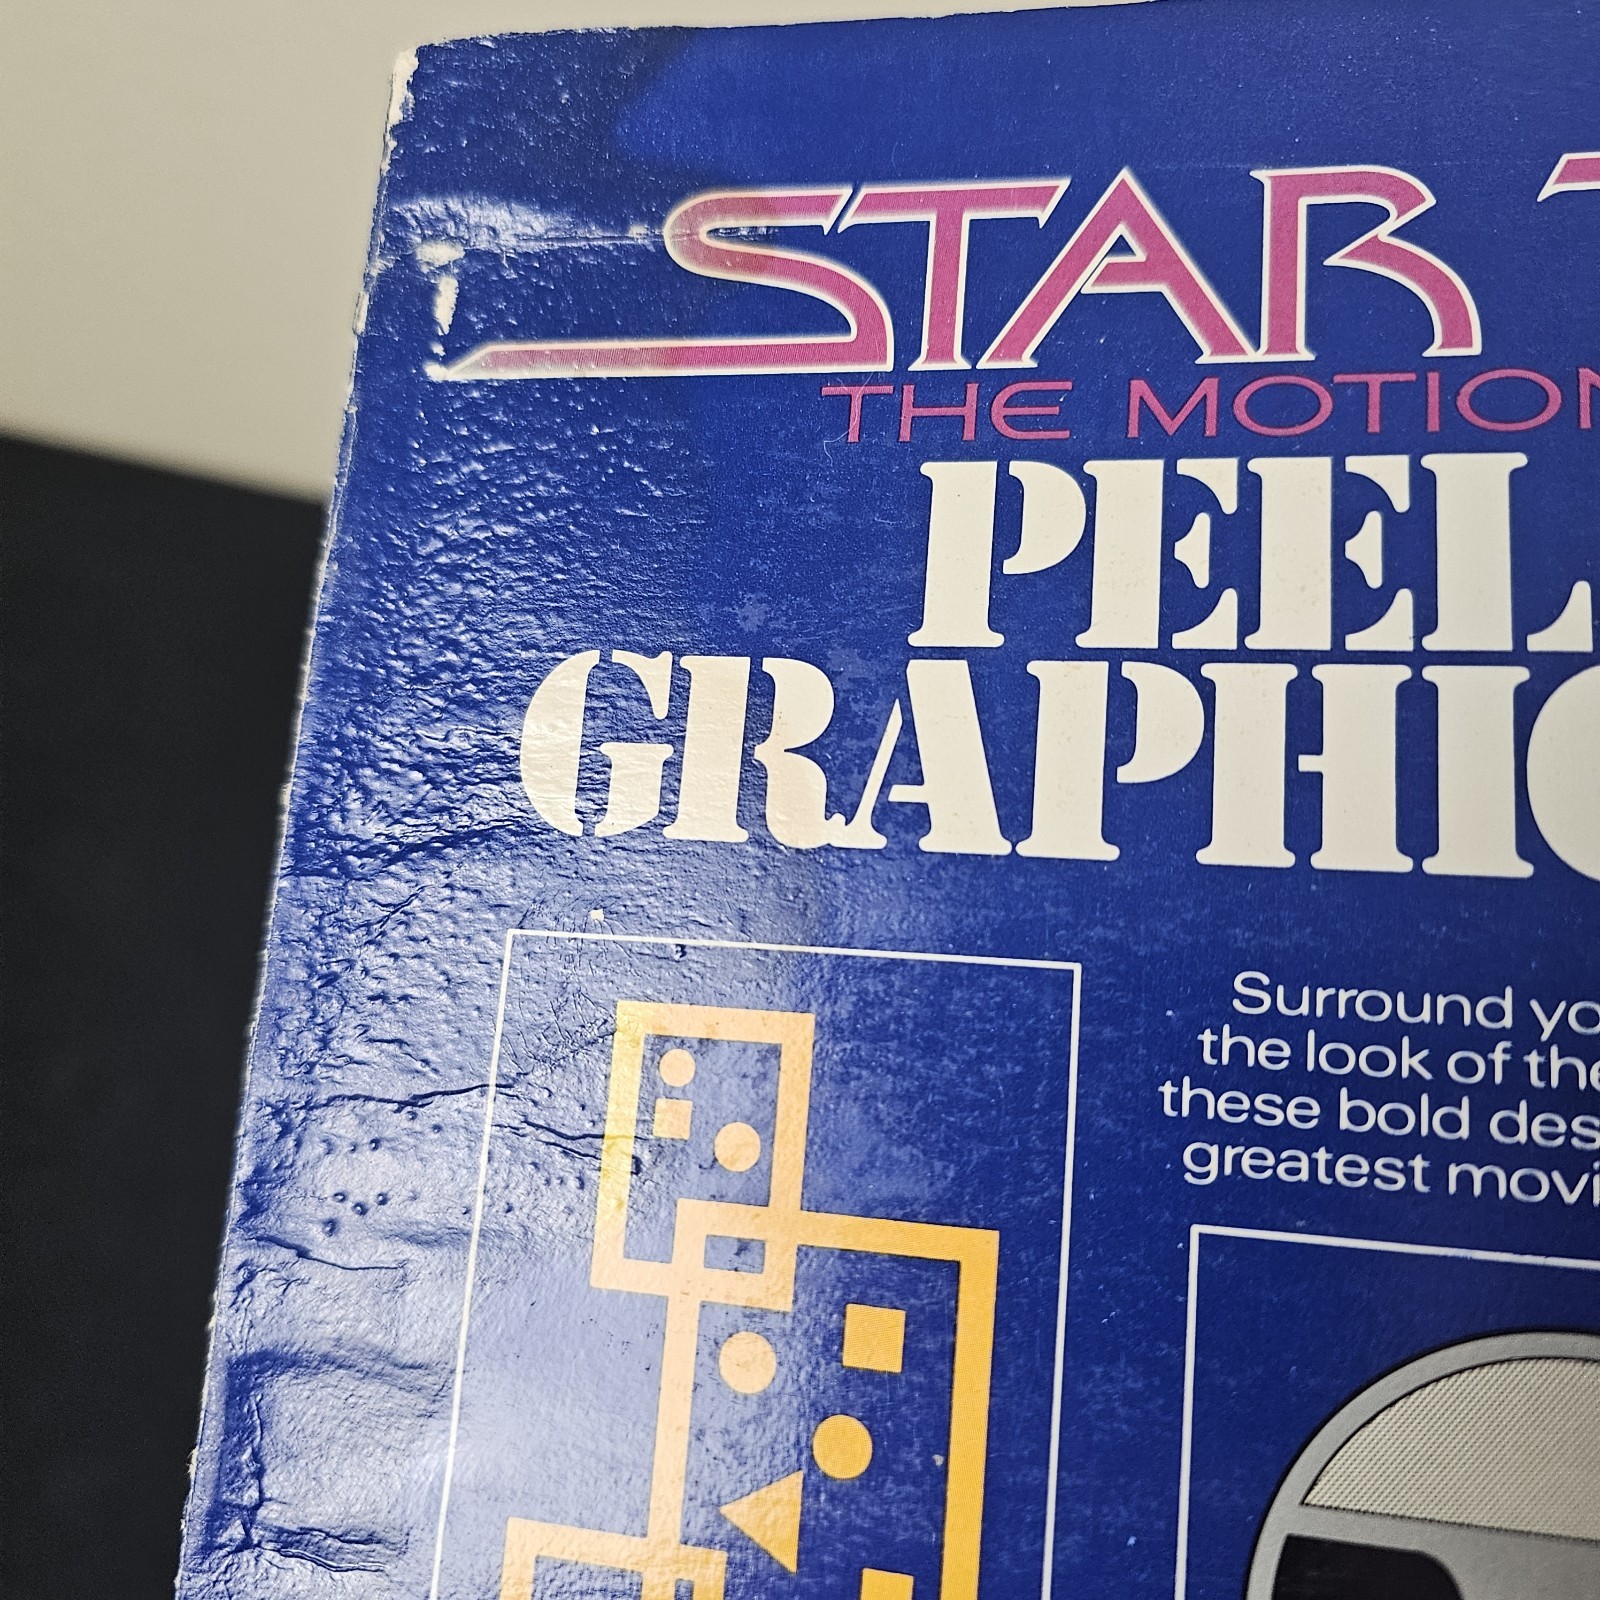 STAR
THE MOTION
PEEL
GRAPHIC
Surround yo
the look of the
these bold des
greatest movi